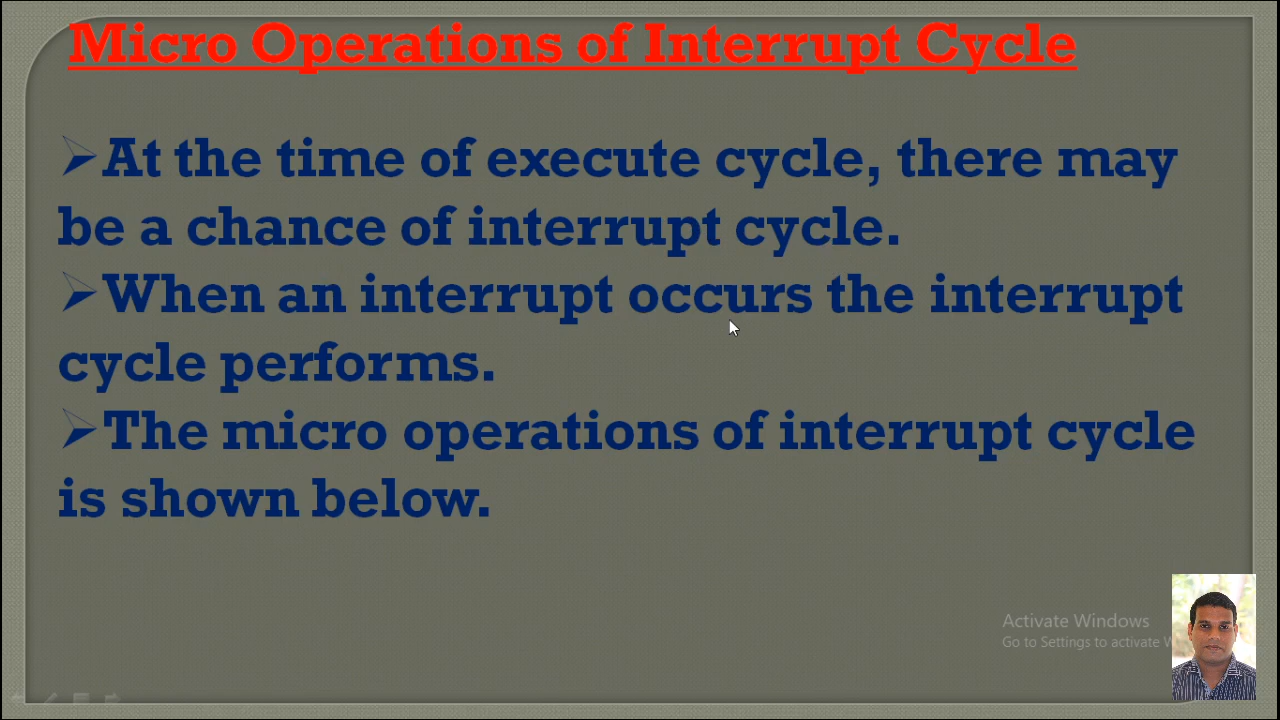 Micro Operations of Interrupt Cycle
➢At the time of execute cycle, there may
be a chance of interrupt cycle.
➢When an interrupt occurs the interrupt
cycle performs.
➢The micro operations of interrupt cycle
is shown below.
Activate Windows
Go to Settings to activate W